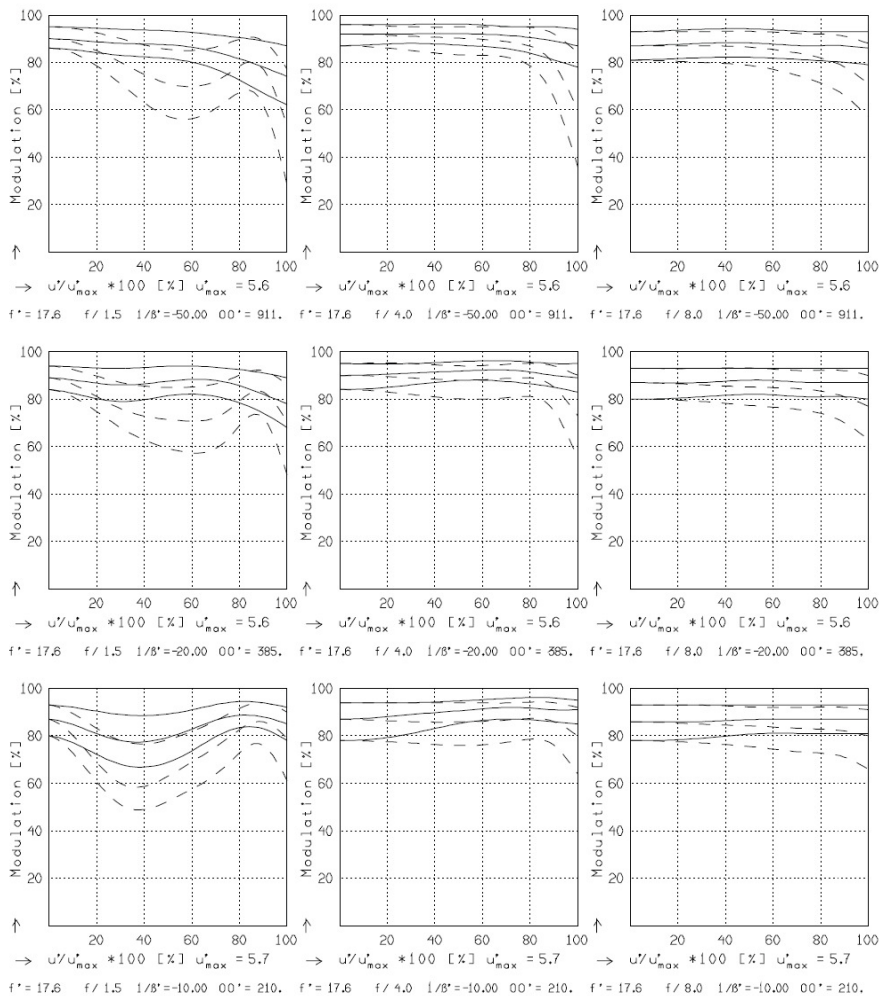 100
100
100
80
80
80
60
60
60
40
40
40
20
20
20
Modulation [%]
Modulation [%]
Modulation [%]
20 40 60 80 100
20 40 60 80 100
20 40 60 80 100
→ u'/u'max *100 [%] u'max = 5.6
→ u'/u'max *100 [%] u'max = 5.6
→ u'/u'max *100 [%] u'max = 5.6
f' = 17.6 f/ 1.5 1/ß'=-50.00 OO'= 911.
f' = 17.6 f/ 4.0 1/ß'=-50.00 OO'= 911.
f' = 17.6 f/ 8.0 1/ß'=-50.00 OO'= 911.
100
100
100
80
80
80
60
60
60
40
40
40
20
20
20
Modulation [%]
Modulation [%]
Modulation [%]
20 40 60 80 100
20 40 60 80 100
20 40 60 80 100
→ u'/u'max *100 [%] u'max = 5.6
→ u'/u'max *100 [%] u'max = 5.6
→ u'/u'max *100 [%] u'max = 5.6
f' = 17.6 f/ 1.5 1/ß'=-20.00 OO'= 385.
f' = 17.6 f/ 4.0 1/ß'=-20.00 OO'= 385.
f' = 17.6 f/ 8.0 1/ß'=-20.00 OO'= 385.
100
100
100
80
80
80
60
60
60
40
40
40
20
20
20
Modulation [%]
Modulation [%]
Modulation [%]
20 40 60 80 100
20 40 60 80 100
20 40 60 80 100
→ u'/u'max *100 [%] u'max = 5.7
→ u'/u'max *100 [%] u'max = 5.7
→ u'/u'max *100 [%] u'max = 5.7
f' = 17.6 f/ 1.5 1/ß'=-10.00 OO'= 210.
f' = 17.6 f/ 4.0 1/ß'=-10.00 OO'= 210.
f' = 17.6 f/ 8.0 1/ß'=-10.00 OO'= 210.